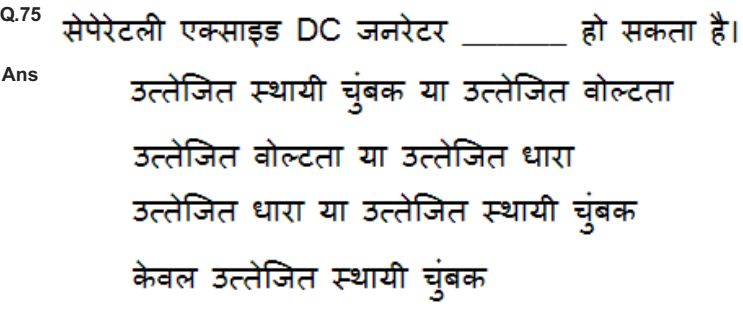 Q.75 सेपेरेटली एक्साइड DC जनरेटर ______ हो सकता है।
Ans उत्तेजित स्थायी चुंबक या उत्तेजित वोल्टता
उत्तेजित वोल्टता या उत्तेजित धारा
उत्तेजित धारा या उत्तेजित स्थायी चुंबक
केवल उत्तेजित स्थायी चुंबक